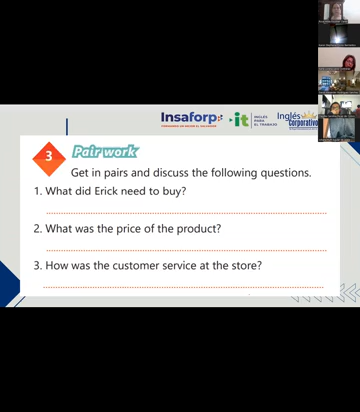 Insaforp
it
INGLÉS
PARA
EL TRABAJO
Inglés
Corporativo
3
Pair work
Get in pairs and discuss the following questions.
1. What did Erick need to buy?
2. What was the price of the product?
3. How was the customer service at the store?